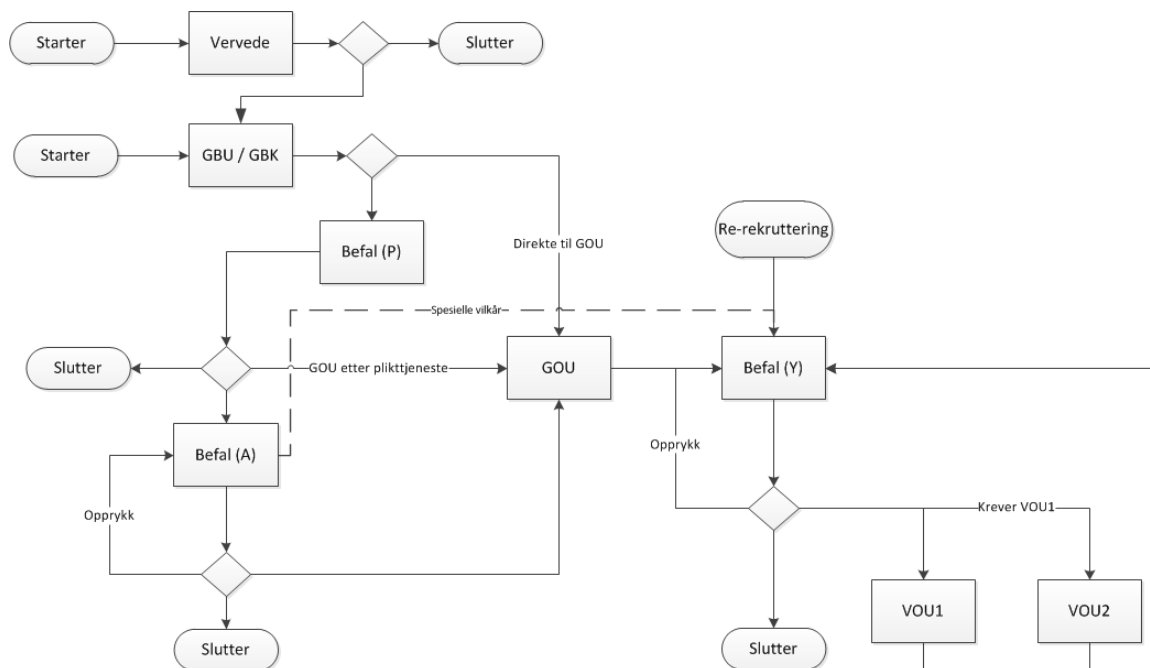 Starter
Vervede
Slutter
Starter
GBU / GBK
Befal (P)
Direkte til GOU
Re-rekruttering
Spesielle vilkår
Slutter
GOU etter plikttjeneste
GOU
Befal (Y)
Befal (A)
Opprykk
Opprykk
Krever VOU1
VOU1
VOU2
Slutter
Slutter